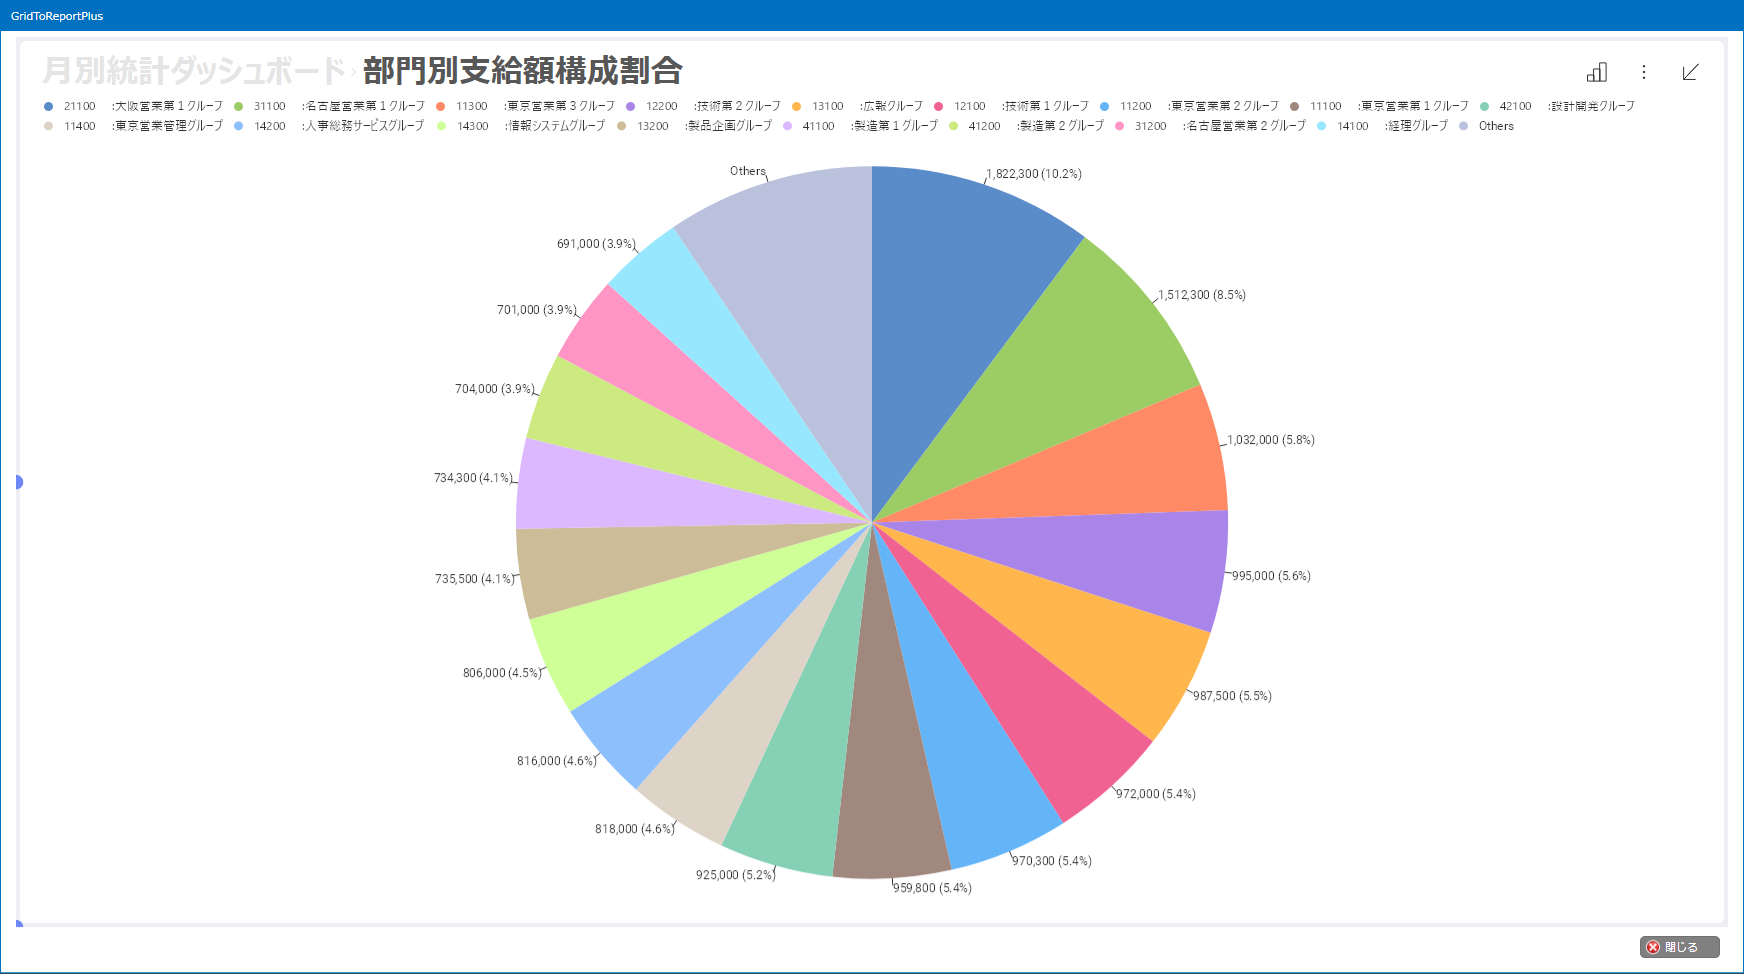 GridToReportPlus
月別統計ダッシュボード › 部門別支給額構成割合
21100 :大阪営業第１グループ 31100 :名古屋営業第１グループ 11300 :東京営業第３グループ 12200 :技術第２グループ 13100 :広報グループ 12100 :技術第１グループ 11200 :東京営業第２グループ 11100 :東京営業第１グループ 42100 :設計開発グループ
11400 :東京営業管理グループ 14200 :人事総務サービスグループ 14300 :情報システムグループ 13200 :製品企画グループ 41100 :製造第１グループ 41200 :製造第２グループ 31200 :名古屋営業第２グループ 14100 :経理グループ Others
Others
1,822,300 (10.2%)
691,000 (3.9%)
1,512,300 (8.5%)
701,000 (3.9%)
704,000 (3.9%)
1,032,000 (5.8%)
734,300 (4.1%)
995,000 (5.6%)
735,500 (4.1%)
806,000 (4.5%)
987,500 (5.5%)
816,000 (4.6%)
972,000 (5.4%)
818,000 (4.6%)
970,300 (5.4%)
925,000 (5.2%)
959,800 (5.4%)
閉じる